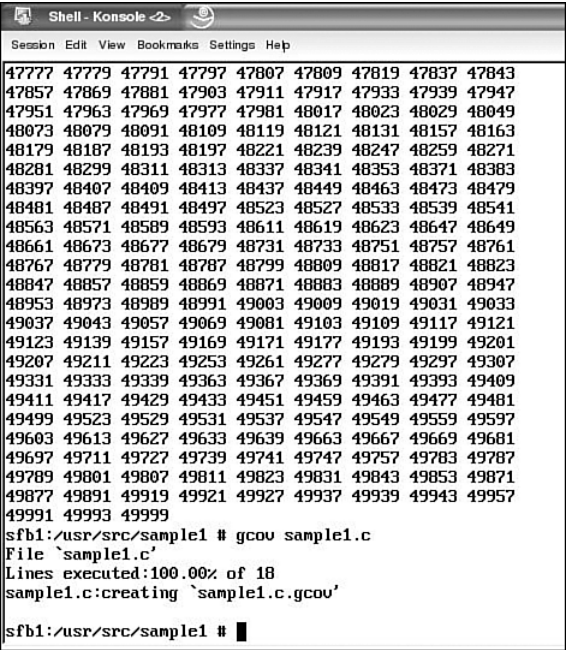 Shell - Konsole <2>
Session Edit View Bookmarks Settings Help
47777 47779 47791 47797 47807 47809 47819 47837 47843
47857 47869 47881 47903 47911 47917 47933 47939 47947
47951 47963 47969 47977 47981 48017 48023 48029 48049
48073 48079 48091 48109 48119 48121 48131 48157 48163
48179 48187 48193 48197 48221 48239 48247 48259 48271
48281 48299 48311 48313 48337 48341 48353 48371 48383
48397 48407 48409 48413 48437 48449 48463 48473 48479
48481 48487 48491 48497 48523 48527 48533 48539 48541
48563 48571 48589 48593 48611 48619 48623 48647 48649
48661 48673 48677 48679 48731 48733 48751 48757 48761
48767 48779 48781 48787 48799 48809 48817 48821 48823
48847 48857 48859 48869 48871 48883 48889 48907 48947
48953 48973 48989 48991 49003 49009 49019 49031 49033
49037 49043 49057 49069 49081 49103 49109 49117 49121
49123 49139 49157 49169 49171 49177 49193 49199 49201
49207 49211 49223 49253 49261 49277 49279 49297 49307
49331 49333 49339 49363 49367 49369 49391 49393 49409
49411 49417 49429 49433 49451 49459 49463 49477 49481
49499 49523 49529 49531 49537 49547 49549 49559 49597
49603 49613 49627 49633 49639 49663 49667 49669 49681
49697 49711 49727 49739 49741 49747 49757 49783 49787
49789 49801 49807 49811 49823 49831 49843 49853 49871
49877 49891 49919 49921 49927 49937 49939 49943 49957
49991 49993 49999
sfb1:/usr/src/sample1 # gcov sample1.c
File `sample1.c'
Lines executed:100.00% of 18
sample1.c:creating `sample1.c.gcov'
sfb1:/usr/src/sample1 #